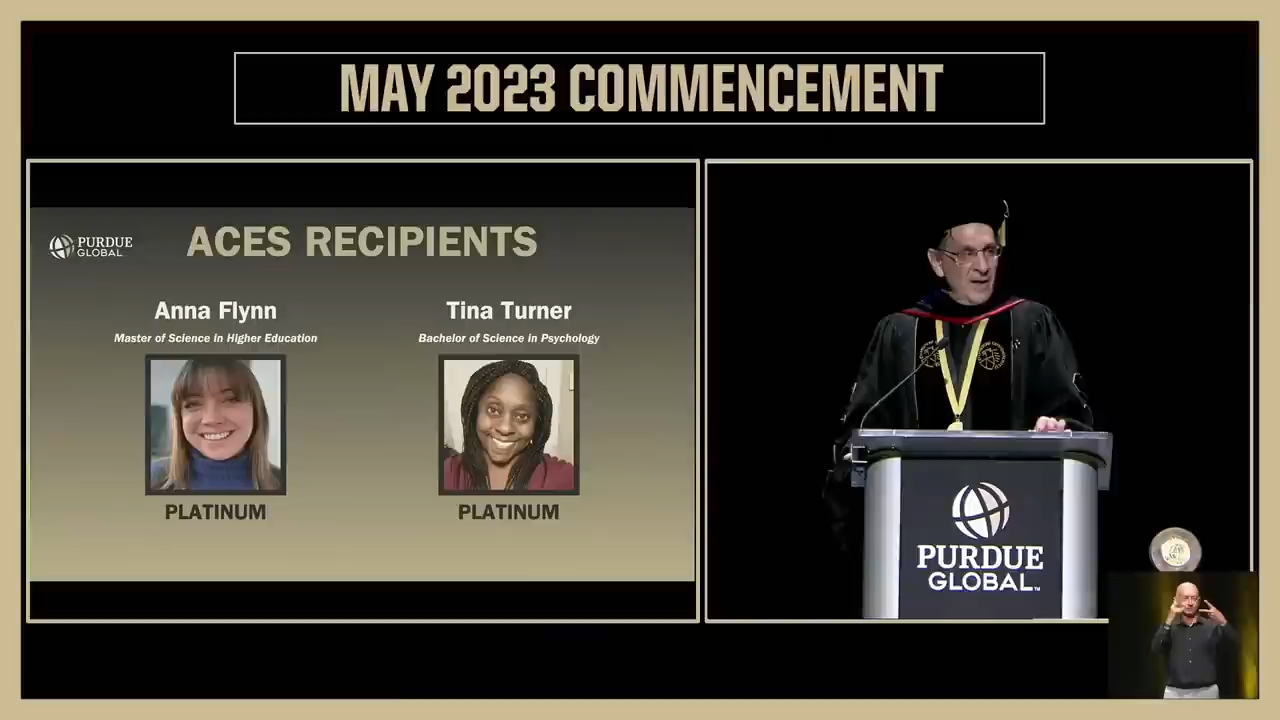 MAY 2023 COMMENCEMENT
PURDUE
GLOBAL
ACES RECIPIENTS
Anna Flynn
Tina Turner
Master of Science in Higher Education
Bachelor of Science in Psychology
PLATINUM
PLATINUM
PURDUE
GLOBAL™